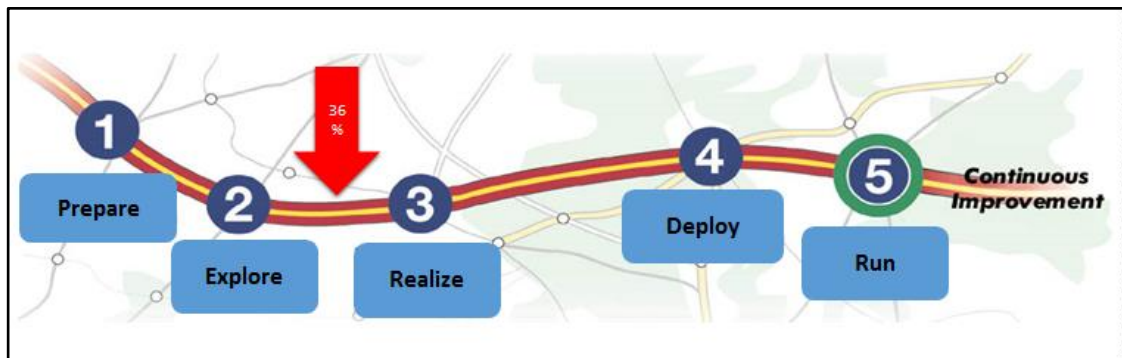 36
%
1
2
3
4
5
Prepare
Explore
Realize
Deploy
Run
Continuous
Improvement